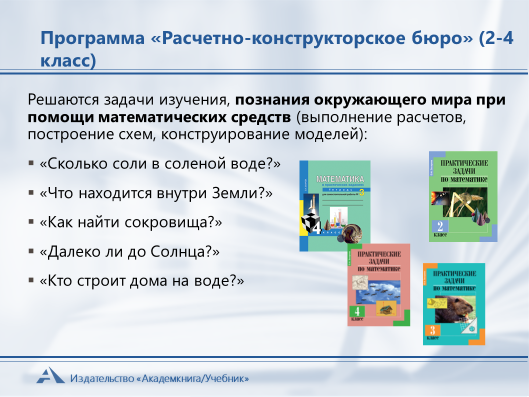 Программа «Расчетно-конструкторское бюро» (2-4
класс)
Решаются задачи изучения, познания окружающего мира при
помощи математических средств (выполнение расчетов,
построение схем, конструирование моделей):
«Сколько соли в соленой воде?»
«Что находится внутри Земли?»
«Как найти сокровища?»
«Далеко ли до Солнца?»
«Кто строит дома на воде?»
МАТЕМАТИКА
ПРАКТИЧЕСКИЕ
ЗАДАЧИ
по математике
2
класс
ПРАКТИЧЕСКИЕ
ЗАДАЧИ
по математике
4
класс
ПРАКТИЧЕСКИЕ
ЗАДАЧИ
по математике
3
класс
Издательство «Академкнига/Учебник»